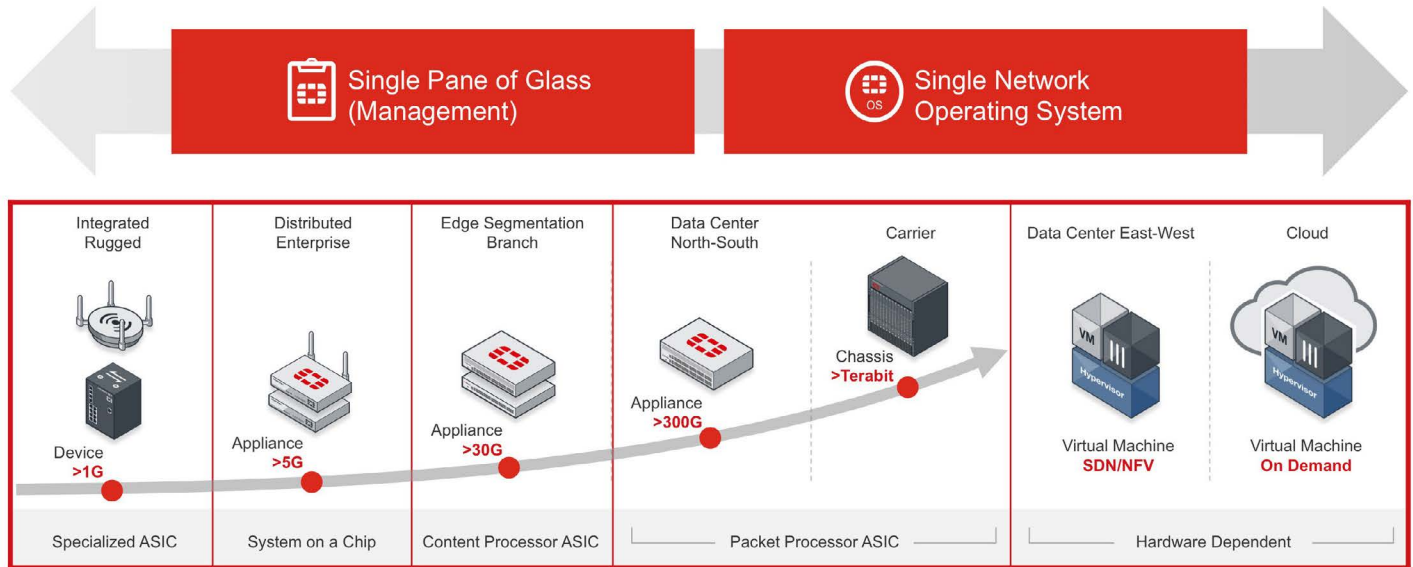 Single Pane of Glass
(Management)
OS
Single Network
Operating System
Integrated
Rugged
Device
>1G
Specialized ASIC
Distributed
Enterprise
Appliance
>5G
System on a Chip
Edge Segmentation
Branch
Appliance
>30G
Content Processor ASIC
Data Center
North-South
Appliance
>300G
Carrier
Chassis
>Terabit
Packet Processor ASIC
Data Center East-West
VM
Hypervisor
Virtual Machine
SDN/NFV
Cloud
VM
Hypervisor
Virtual Machine
On Demand
Hardware Dependent